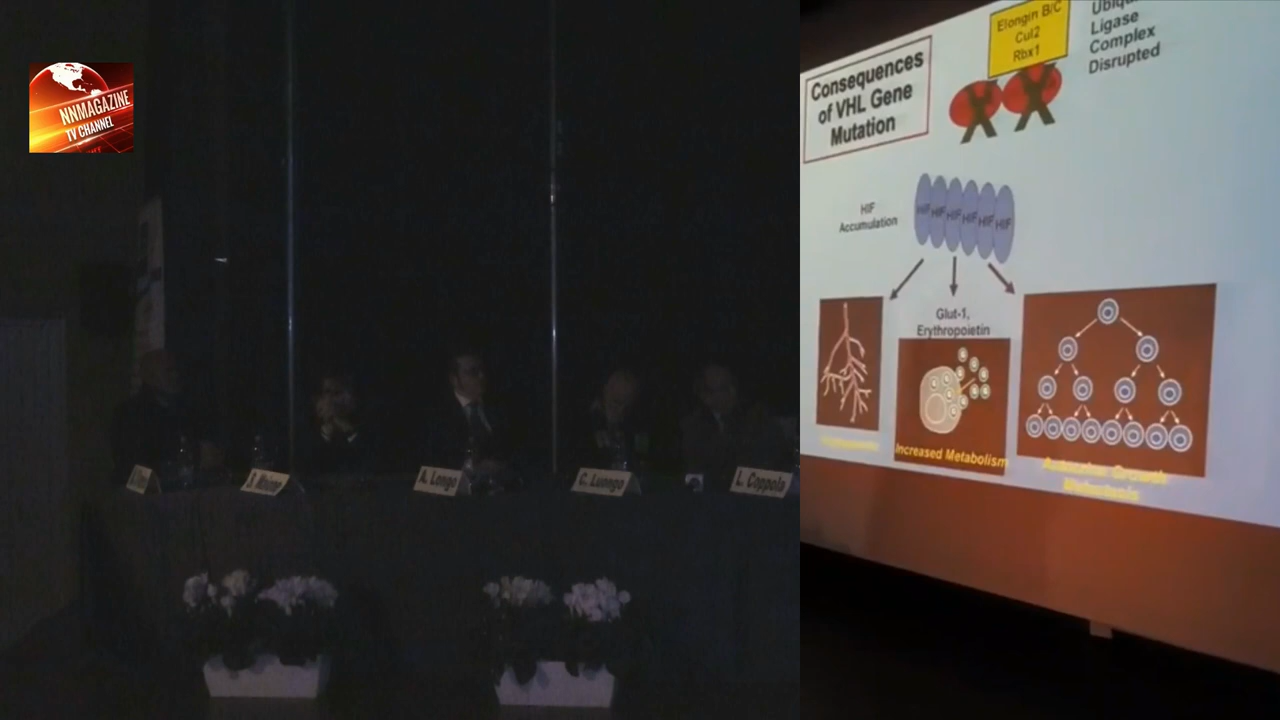 NNMAGAZINE
TV CHANNEL
A. Longo
C. Luongo
L. Coppola
Consequences
of VHL Gene
Mutation
Elongin B/C
Cul2
Rbx1
Ligase
Complex
Disrupted
HIF
Accumulation
HIF HIF HIF HIF HIF HIF
Glut-1,
Erythropoietin
Increased Metabolism
Growth